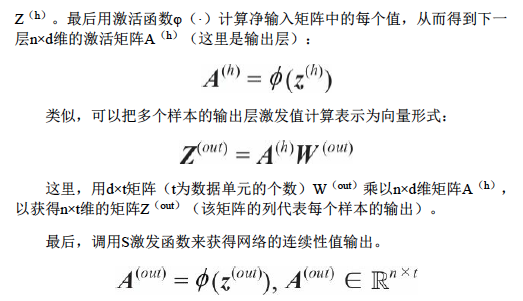 Z（h）。最后用激活函数φ（·）计算净输入矩阵中的每个值，从而得到下一
层n×d维的激活矩阵A（h）（这里是输出层）：
A^(h) = ϕ(z^(h))
类似，可以把多个样本的输出层激发值计算表示为向量形式：
Z^(out) = A^(h)W^(out)
这里，用d×t矩阵（t为数据单元的个数）W（out）乘以n×d维矩阵A（h），
以获得n×t维的矩阵Z（out）（该矩阵的列代表每个样本的输出）。
最后，调用S激发函数来获得网络的连续性值输出。
A^(out) = ϕ(z^(out)), A^(out) ∈ ℝ^(n×t)